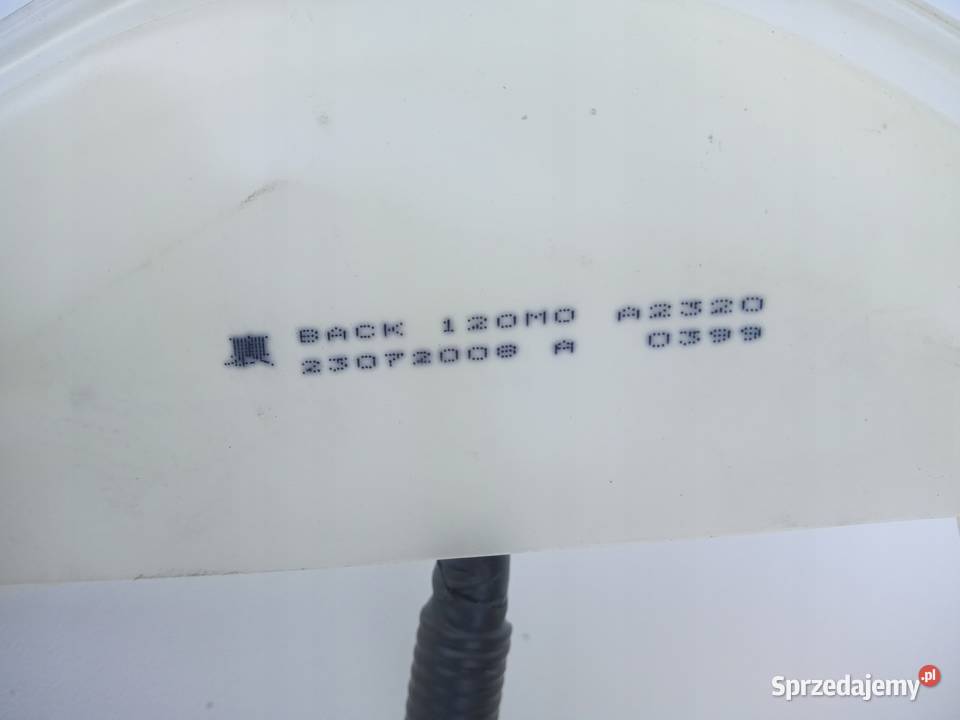 BACK 120MO A2320
23072008 A 0399
Sprzedajemy.pl